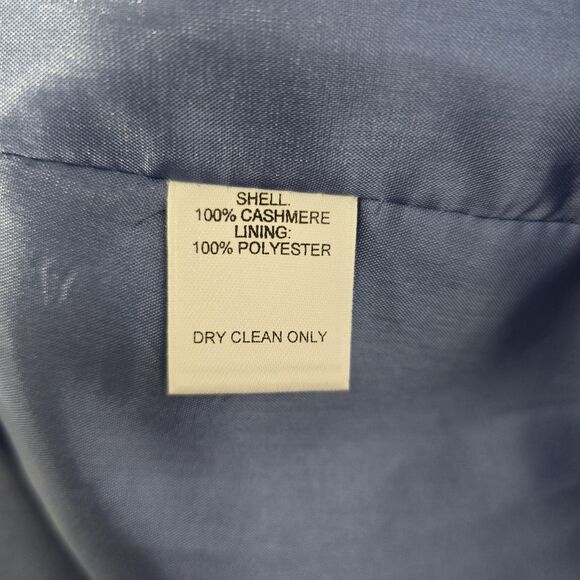 SHELL:
100% CASHMERE
LINING:
100% POLYESTER
DRY CLEAN ONLY